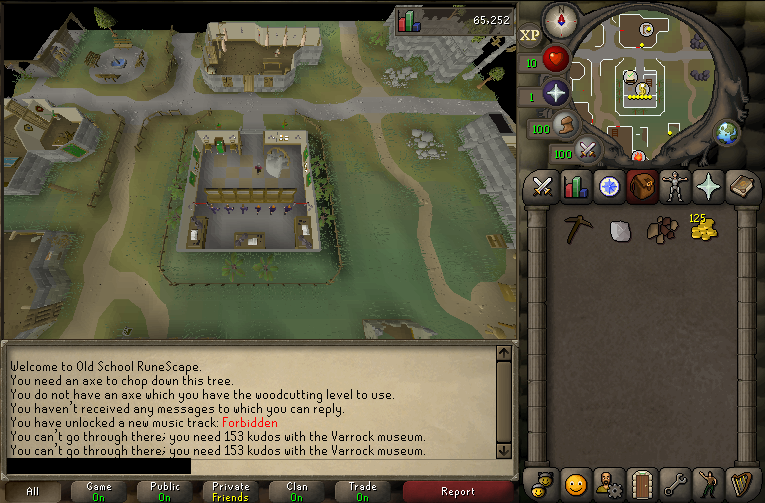 65,252
XP
N
10
1
100
100
125
Welcome to Old School RuneScape.
You need an axe to chop down this tree.
You do not have an axe which you have the woodcutting level to use.
You haven't received any messages to which you can reply.
You have unlocked a new music track: Forbidden
You can't go through there; you need 153 kudos with the Varrock museum.
You can't go through there; you need 153 kudos with the Varrock museum.
All
Game
On
Public
On
Private
Friends
Clan
On
Trade
On
Report